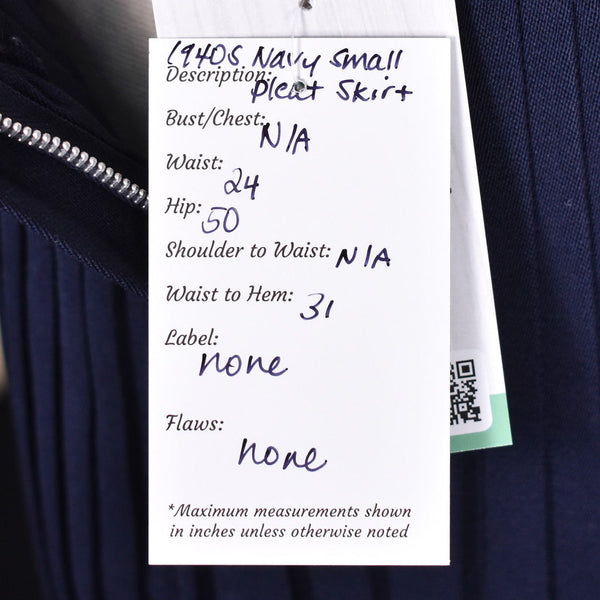 1940s Navy Small
Description: Pleat Skirt
Bust/Chest: N/A
Waist: 24
Hip: 50
Shoulder to Waist: N/A
Waist to Hem: 31
Label:
none
Flaws:
none
*Maximum measurements shown
in inches unless otherwise noted